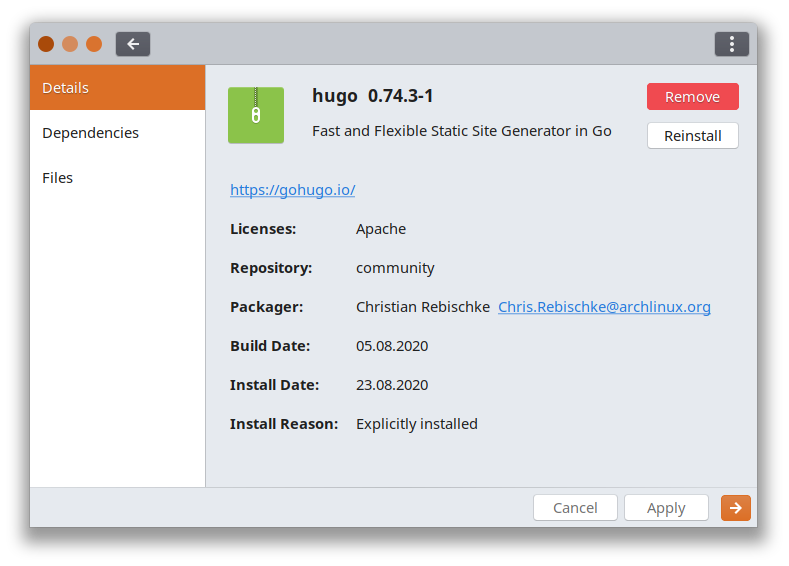 Details
Dependencies
Files
hugo 0.74.3-1
Fast and Flexible Static Site Generator in Go
Remove
Reinstall
https://gohugo.io/
Licenses: Apache
Repository: community
Packager: Christian Rebischke Chris.Rebischke@archlinux.org
Build Date: 05.08.2020
Install Date: 23.08.2020
Install Reason: Explicitly installed
Cancel Apply